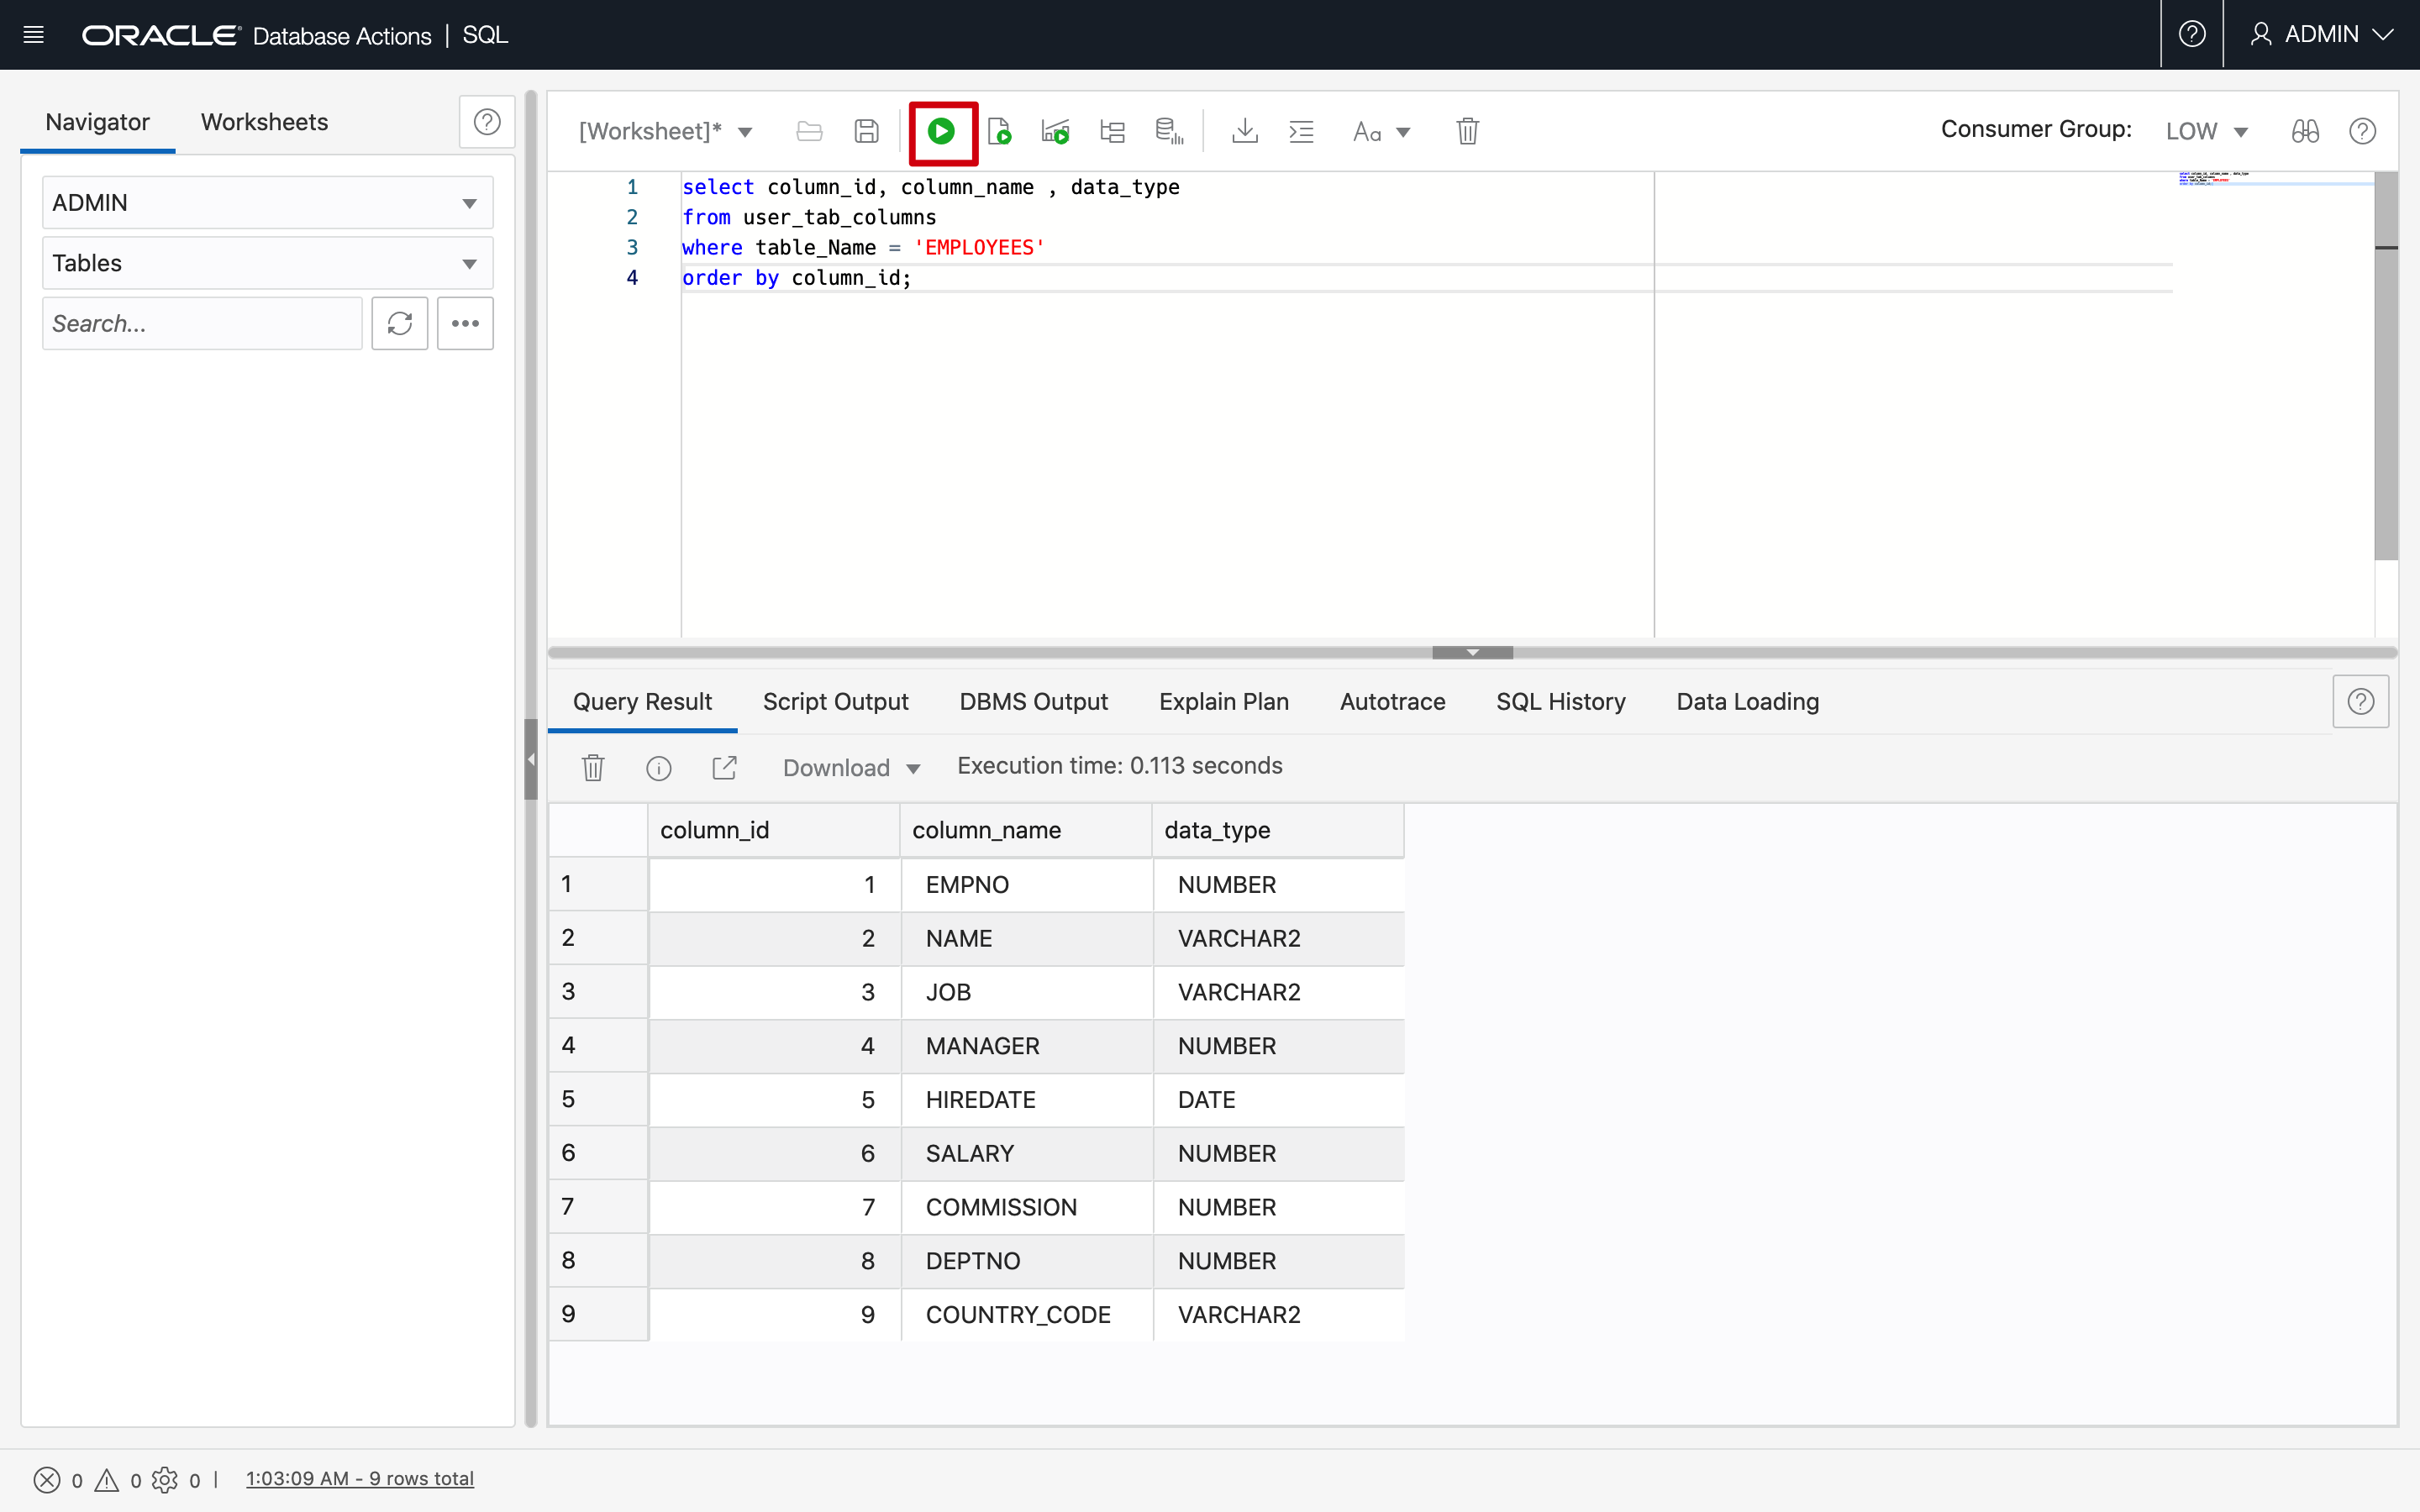 ORACLE Database Actions | SQL
ADMIN
Navigator
Worksheets
ADMIN
Tables
Search...
[Worksheet]*
Aa
Consumer Group:
LOW
1 select column_id, column_name , data_type
2 from user_tab_columns
3 where table_Name = 'EMPLOYEES'
4 order by column_id;
Query Result
Script Output
DBMS Output
Explain Plan
Autotrace
SQL History
Data Loading
Download
Execution time: 0.113 seconds
column_id column_name data_type
1 1 EMPNO NUMBER
2 2 NAME VARCHAR2
3 3 JOB VARCHAR2
4 4 MANAGER NUMBER
5 5 HIREDATE DATE
6 6 SALARY NUMBER
7 7 COMMISSION NUMBER
8 8 DEPTNO NUMBER
9 9 COUNTRY_CODE VARCHAR2
0 0 0 | 1:03:09 AM - 9 rows total